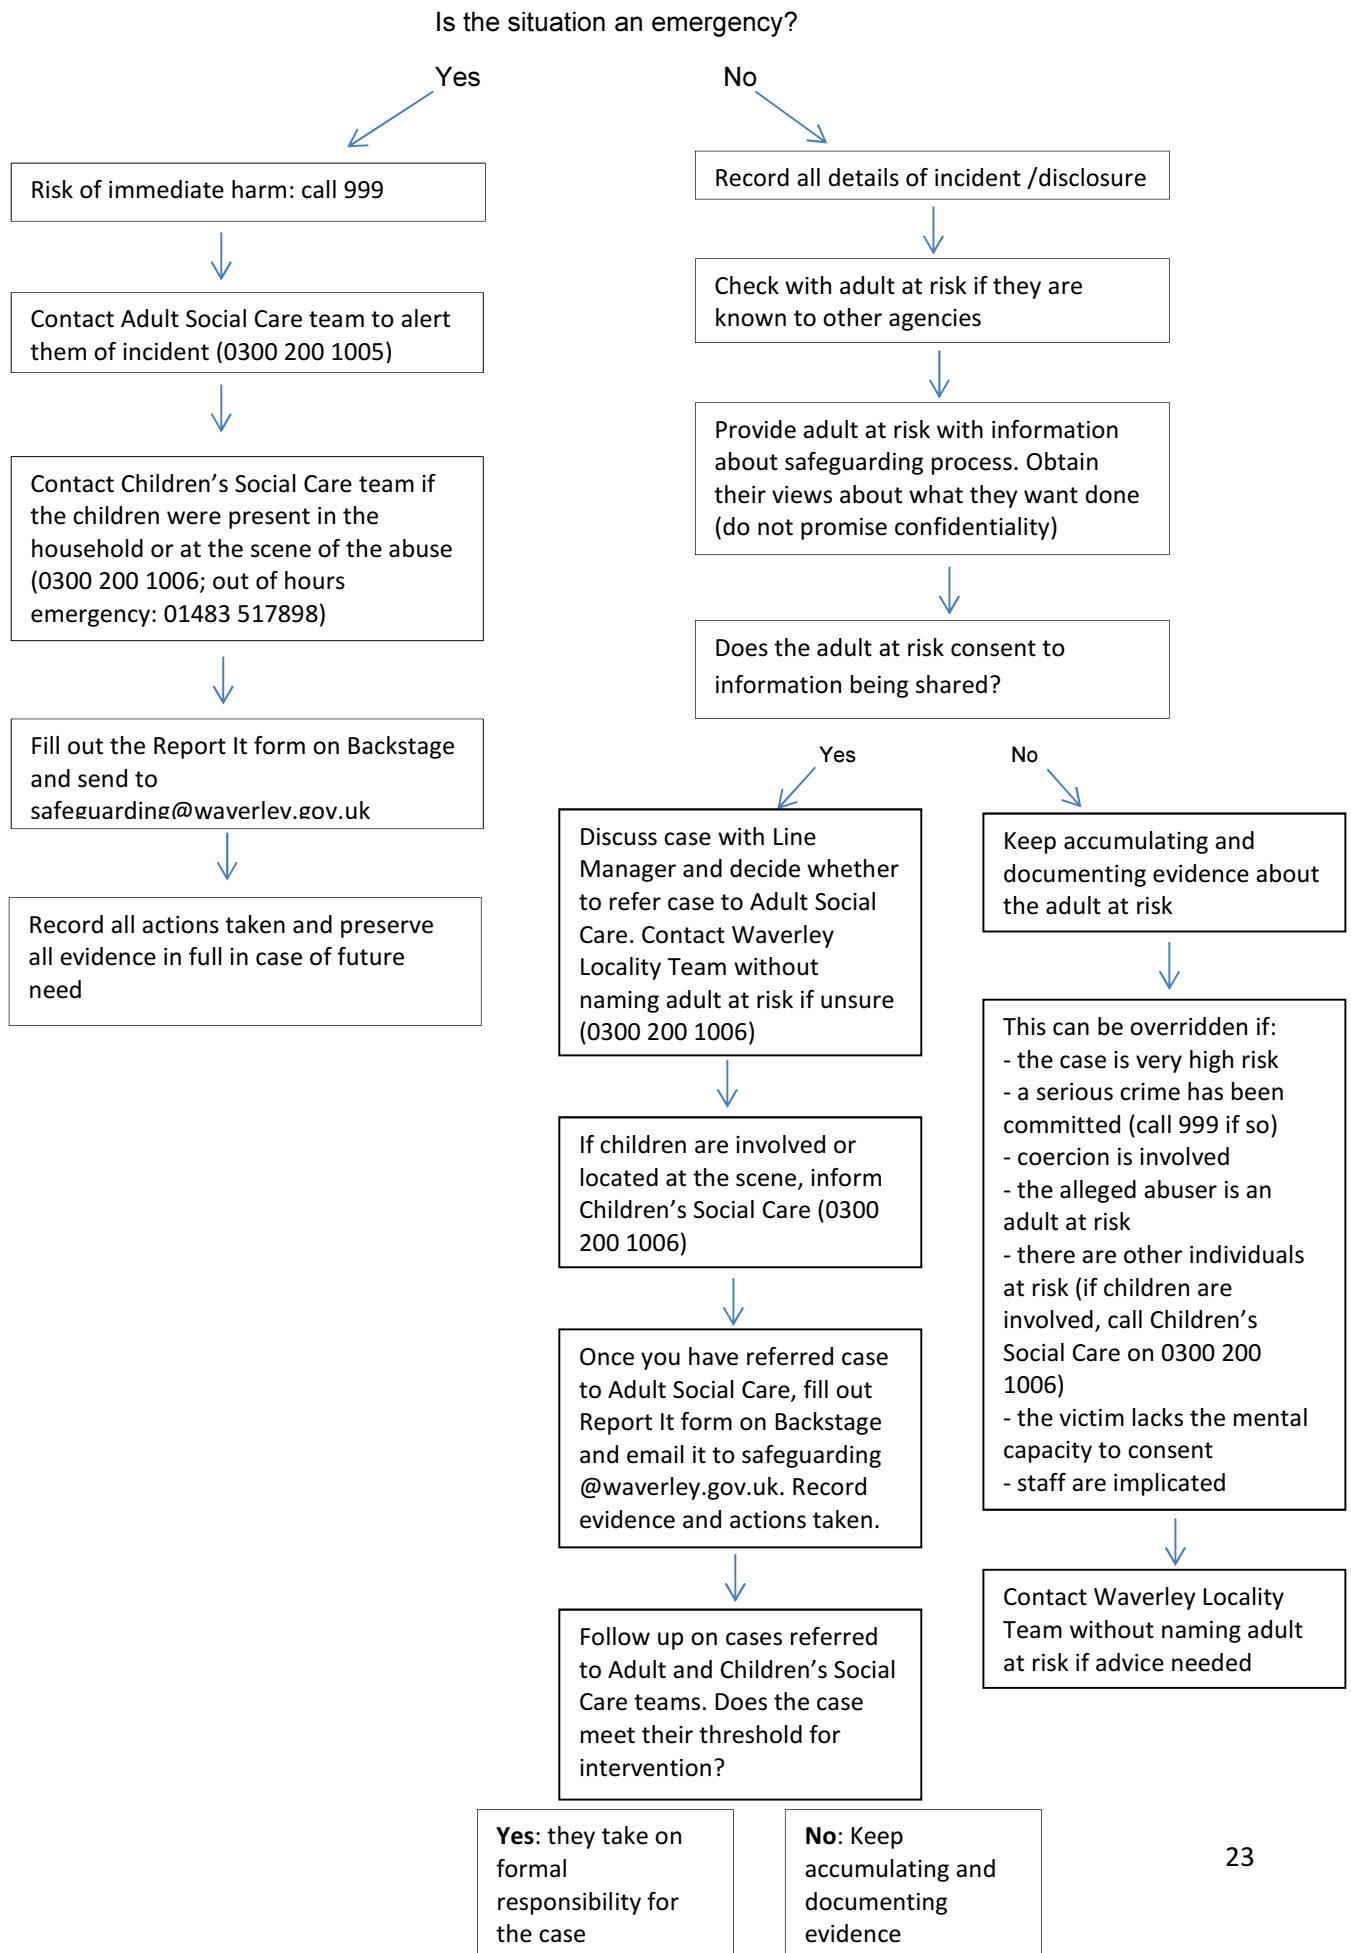 Is the situation an emergency?
Yes
No
Risk of immediate harm: call 999
Contact Adult Social Care team to alert
them of incident (0300 200 1005)
Contact Children’s Social Care team if
the children were present in the
household or at the scene of the abuse
(0300 200 1006; out of hours
emergency: 01483 517898)
Fill out the Report It form on Backstage
and send to
safeguarding@waverley.gov.uk
Record all actions taken and preserve
all evidence in full in case of future
need
Record all details of incident /disclosure
Check with adult at risk if they are
known to other agencies
Provide adult at risk with information
about safeguarding process. Obtain
their views about what they want done
(do not promise confidentiality)
Does the adult at risk consent to
information being shared?
Yes
No
Discuss case with Line
Manager and decide whether
to refer case to Adult Social
Care. Contact Waverley
Locality Team without
naming adult at risk if unsure
(0300 200 1006)
If children are involved or
located at the scene, inform
Children’s Social Care (0300
200 1006)
Once you have referred case
to Adult Social Care, fill out
Report It form on Backstage
and email it to safeguarding
@waverley.gov.uk. Record
evidence and actions taken.
Follow up on cases referred
to Adult and Children’s Social
Care teams. Does the case
meet their threshold for
intervention?
Yes: they take on
formal
responsibility for
the case
No: Keep
accumulating and
documenting
evidence
Keep accumulating and
documenting evidence about
the adult at risk
This can be overridden if:
- the case is very high risk
- a serious crime has been
committed (call 999 if so)
- coercion is involved
- the alleged abuser is an
adult at risk
- there are other individuals
at risk (if children are
involved, call Children’s
Social Care on 0300 200
1006)
- the victim lacks the mental
capacity to consent
- staff are implicated
Contact Waverley Locality
Team without naming adult
at risk if advice needed
23